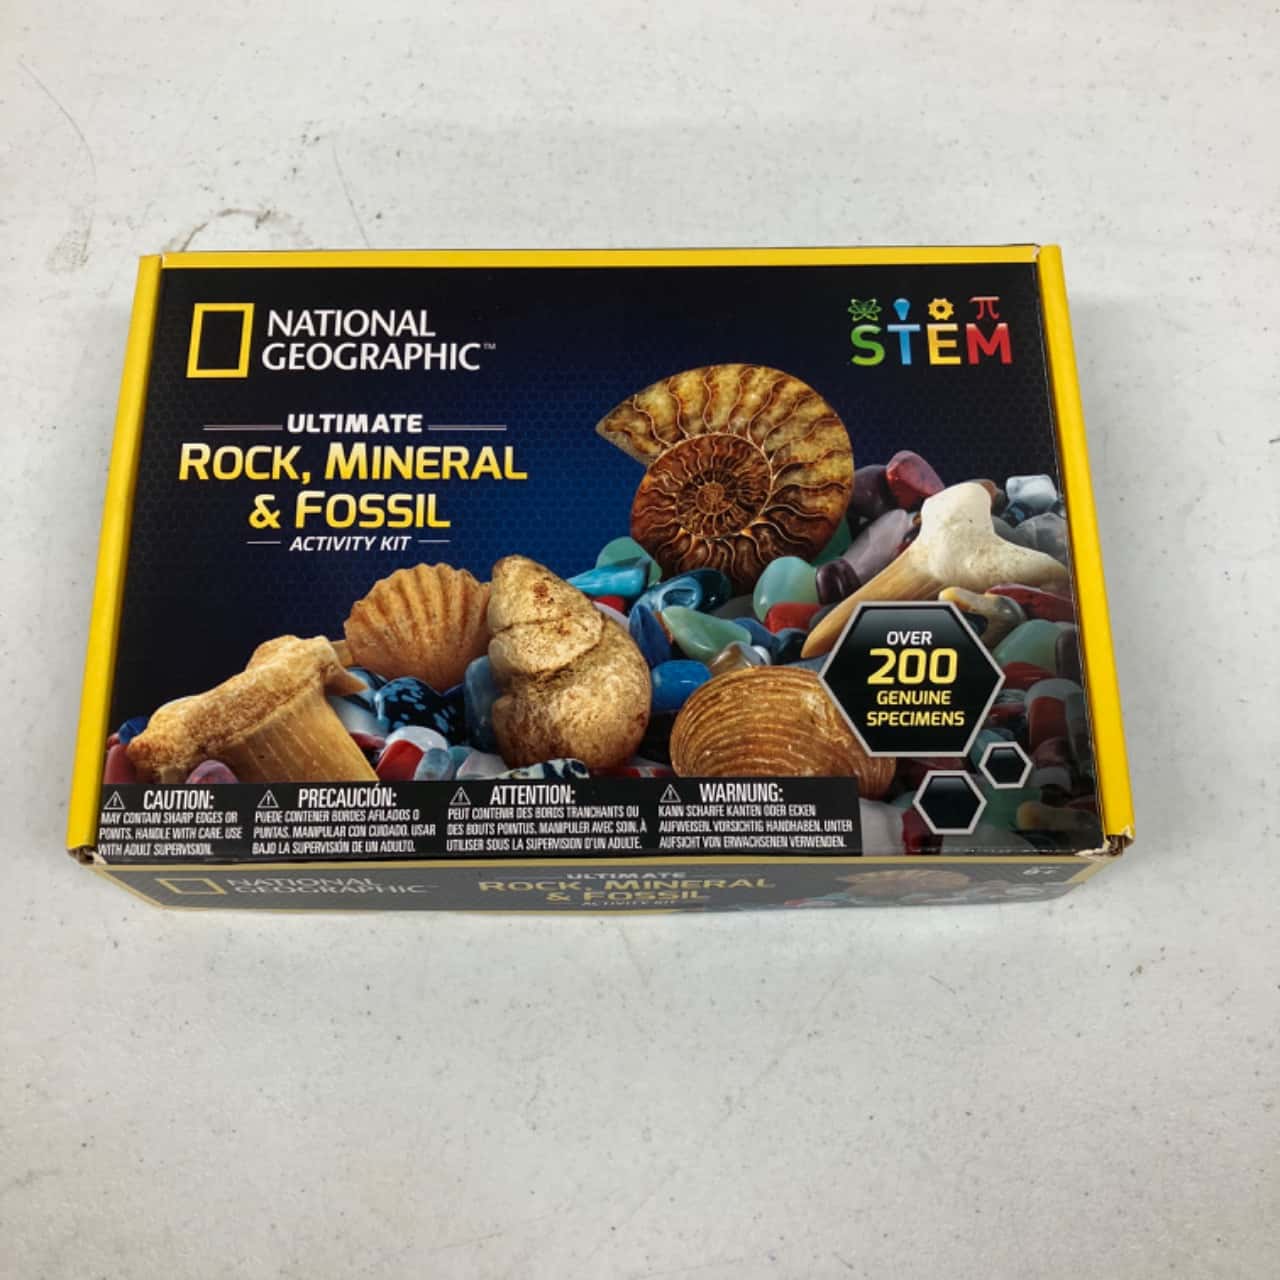 NATIONAL
GEOGRAPHIC™
STEM
ULTIMATE
ROCK, MINERAL
& FOSSIL
ACTIVITY KIT
OVER
200
GENUINE
SPECIMENS
CAUTION:
MAY CONTAIN SHARP EDGES OR
POINTS. HANDLE WITH CARE. USE
WITH ADULT SUPERVISION.
PRECAUCIÓN:
PUEDE CONTENER BORDES AFILADOS O
PUNTAS. MANIPULAR CON CUIDADO. USAR
BAJO LA SUPERVISIÓN DE UN ADULTO.
ATTENTION:
PEUT CONTENIR DES BORDS TRANCHANTS OU
DES BOUTS POINTUS. MANIPULER AVEC SOIN, À
UTILISER SOUS LA SUPERVISION D'UN ADULTE.
WARNUNG:
KANN SCHARFE KANTEN ODER ECKEN
AUFWEISEN. VORSICHTIG HANDHABEN. UNTER
AUFSICHT VON ERWACHSENEN VERWENDEN.
NATIONAL
GEOGRAPHIC
ULTIMATE
ROCK, MINERAL
& FOSSIL
ACTIVITY KIT
6+